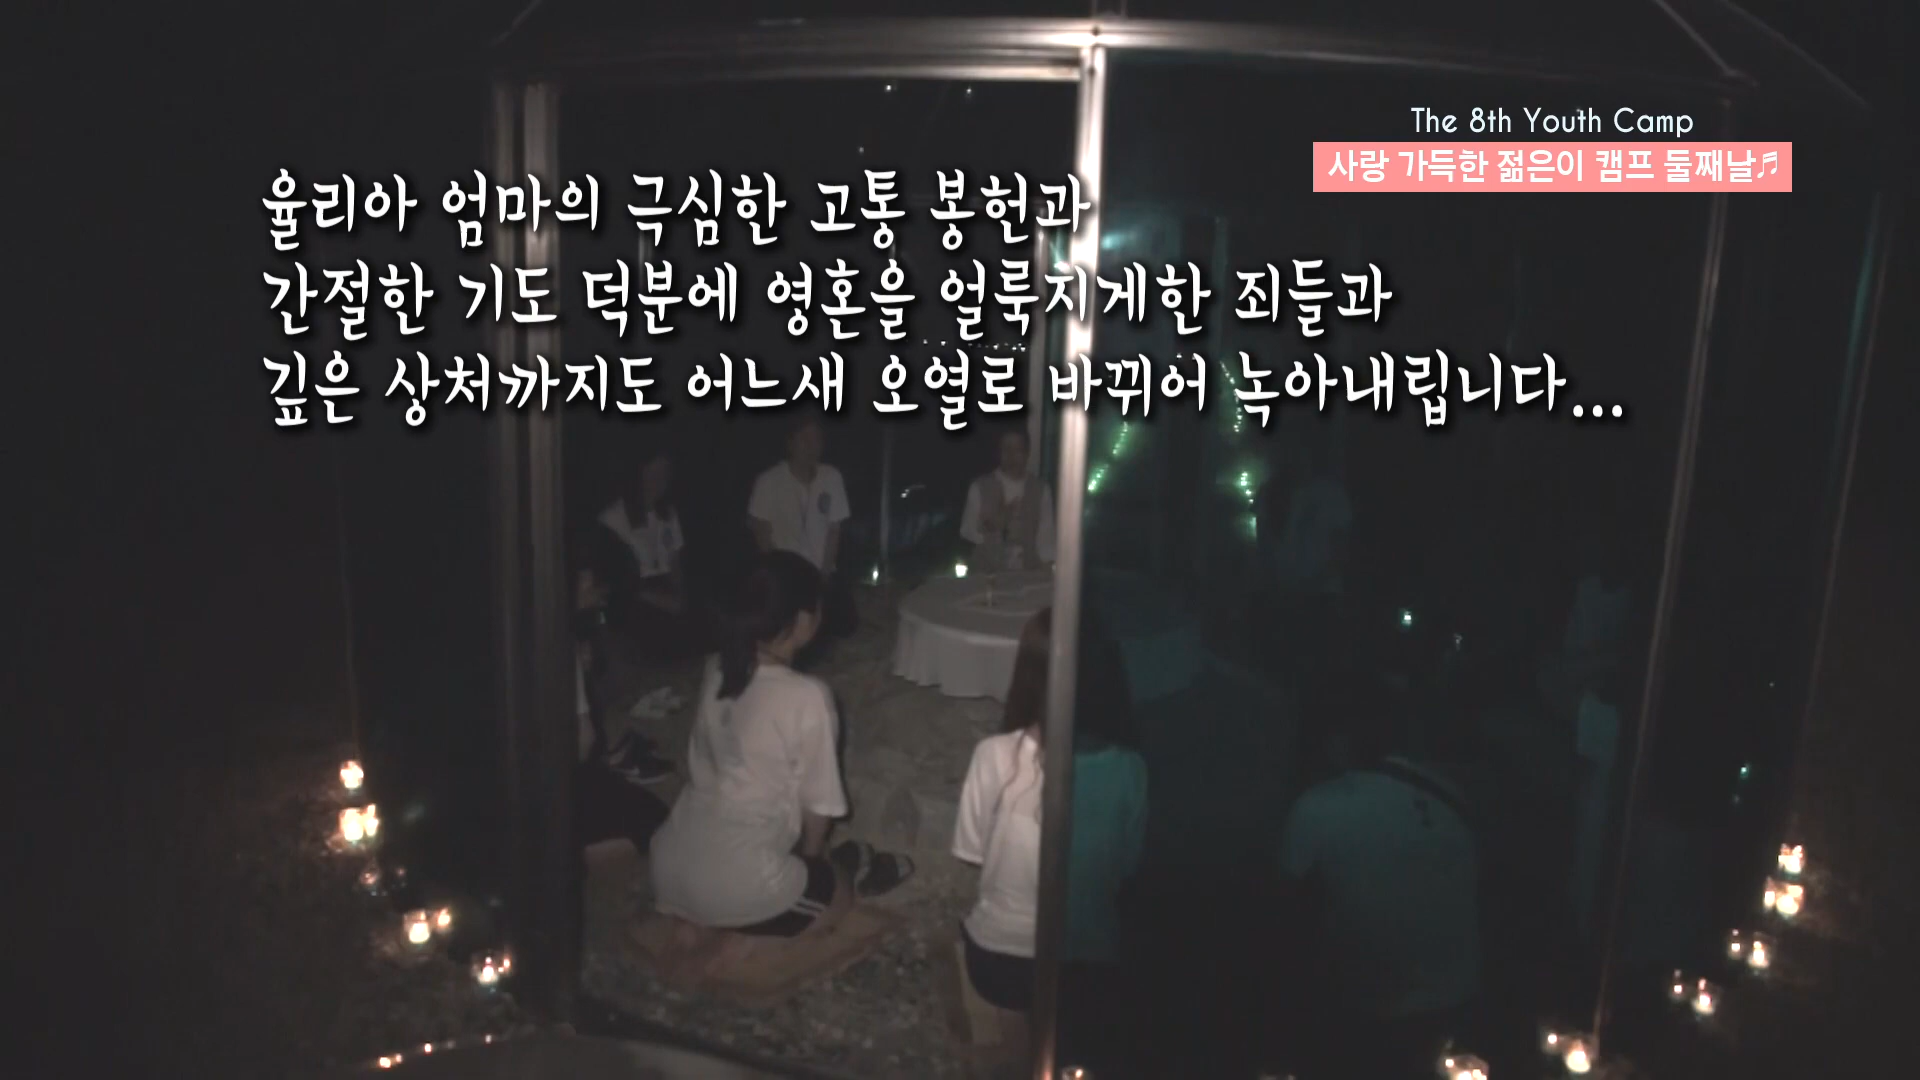 The 8th Youth Camp
사랑 가득한 젊은이 캠프 둘째날♬
율리아 엄마의 극심한 고통 봉헌과
간절한 기도 덕분에 영혼을 얼룩지게한 죄들과
깊은 상처까지도 어느새 오열로 바뀌어 녹아내립니다...